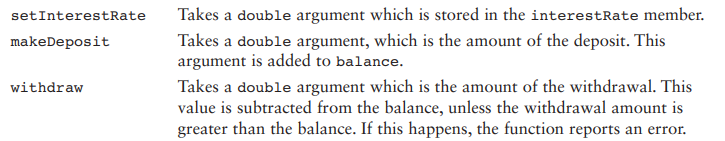 setInterestRate Takes a double argument which is stored in the interestRate member.
makeDeposit Takes a double argument, which is the amount of the deposit. This
argument is added to balance.
withdraw Takes a double argument which is the amount of the withdrawal. This
value is subtracted from the balance, unless the withdrawal amount is
greater than the balance. If this happens, the function reports an error.